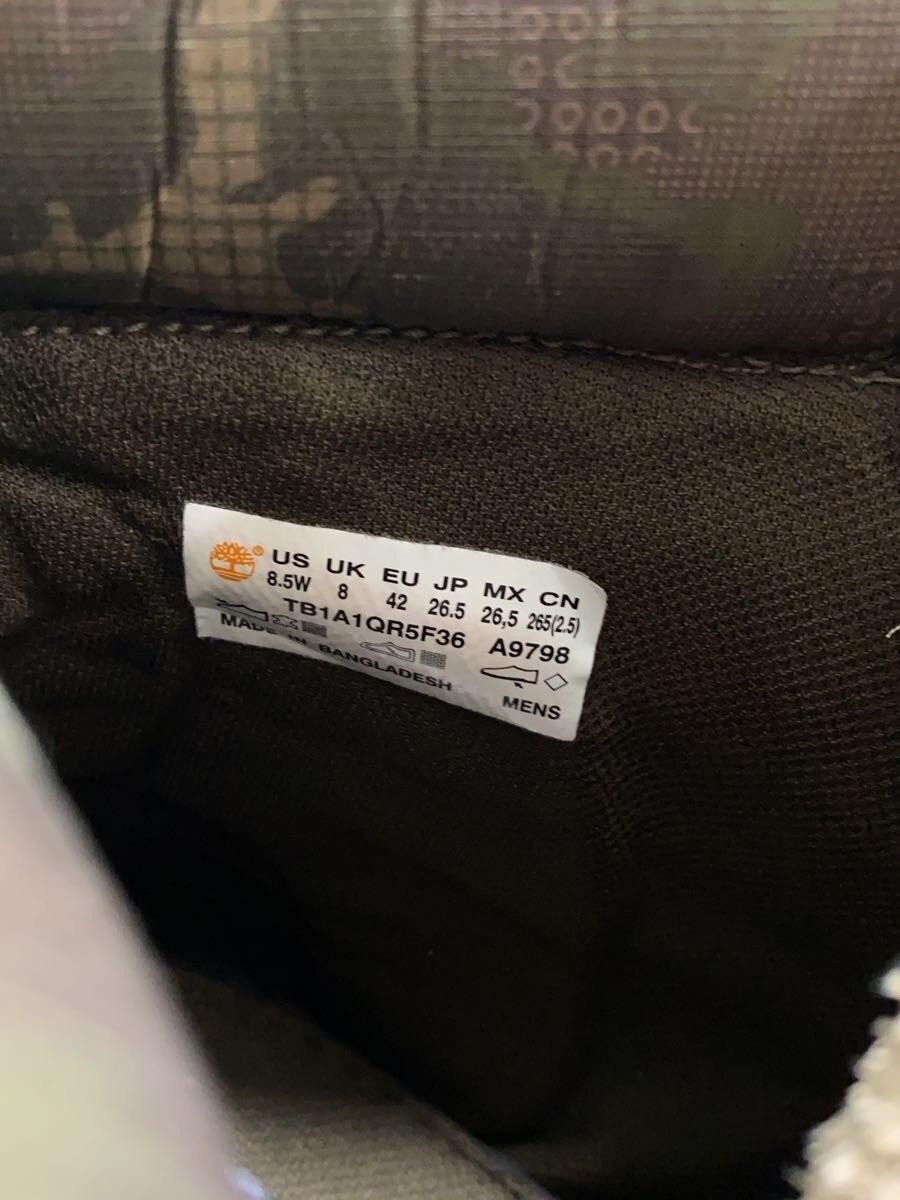 ® US UK EU JP MX CN
8.5W 8 42 26.5 26,5 265(2.5)
TB1A1QR5F36 A9798
MADE IN BANGLADESH
MENS